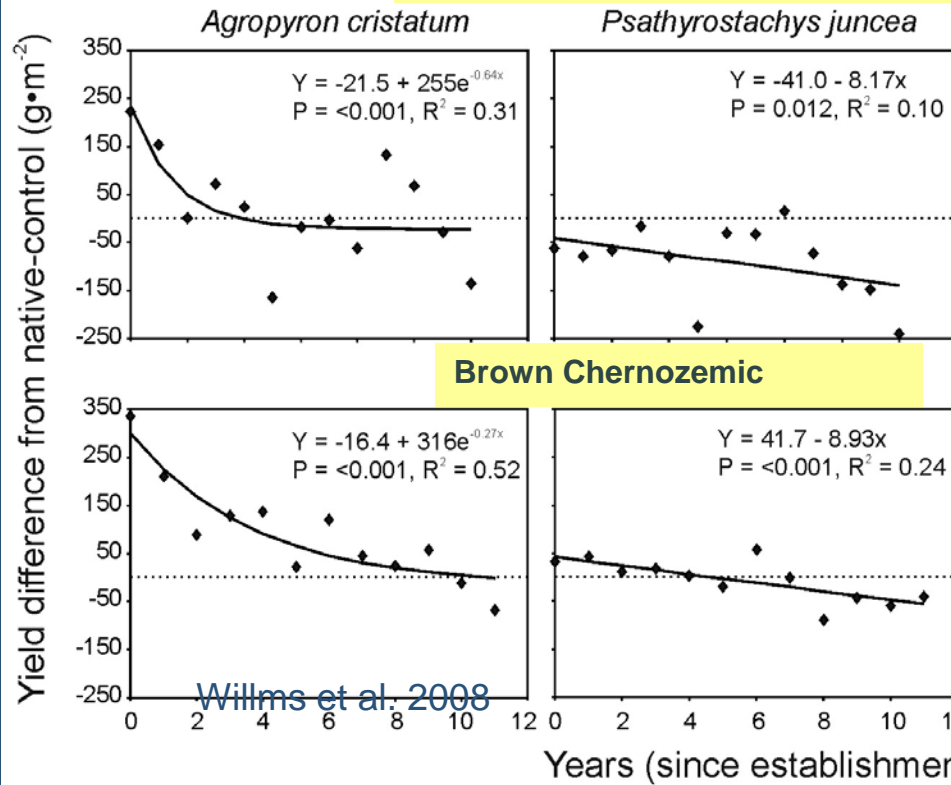 Agropyron cristatum
Psathyrostachys juncea
Yield difference from native-control (g•m⁻²)
350
250
150
50
-50
-150
-250
Y = -21.5 + 255e^-0.64x
P = <0.001, R² = 0.31
Y = -41.0 - 8.17x
P = 0.012, R² = 0.10
Brown Chernozemic
350
250
150
50
-50
-150
-250
Y = -16.4 + 316e^-0.27x
P = <0.001, R² = 0.52
Y = 41.7 - 8.93x
P = <0.001, R² = 0.24
Willms et al. 2008
0 2 4 6 8 10 12
0 2 4 6 8 10 1
Years (since establishmen